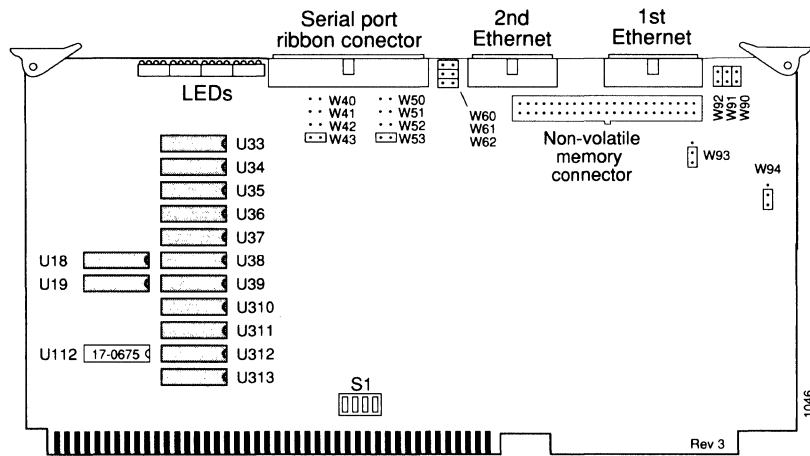 Serial port
ribbon conector
2nd
Ethernet
1st
Ethernet
LEDs
W40
W41
W42
W43
W50
W51
W52
W53
W60
W61
W62
Non-volatile
memory
connector
W92
W91
W90
W93
W94
U33
U34
U35
U36
U37
U18
U38
U19
U39
U310
U311
U112
17-0675
U312
U313
S1
1046
Rev 3